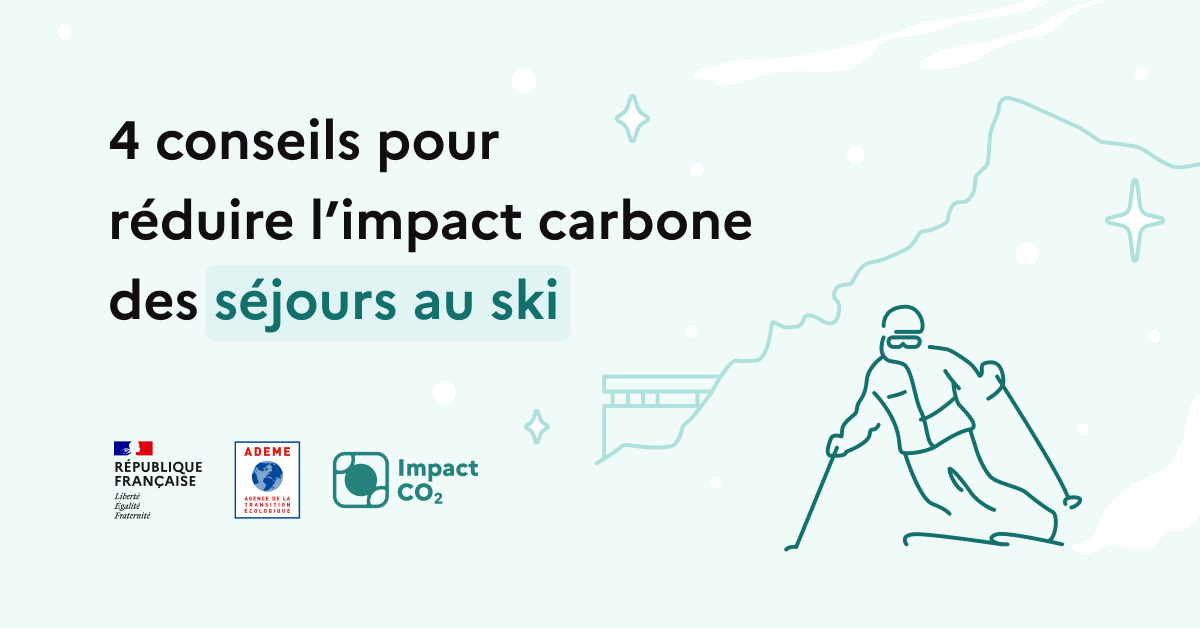 4 conseils pour
réduire l’impact carbone
des séjours au ski
RÉPUBLIQUE
FRANÇAISE
Liberté
Égalité
Fraternité
ADEME
AGENCE DE LA
TRANSITION
ÉCOLOGIQUE
Impact
CO₂